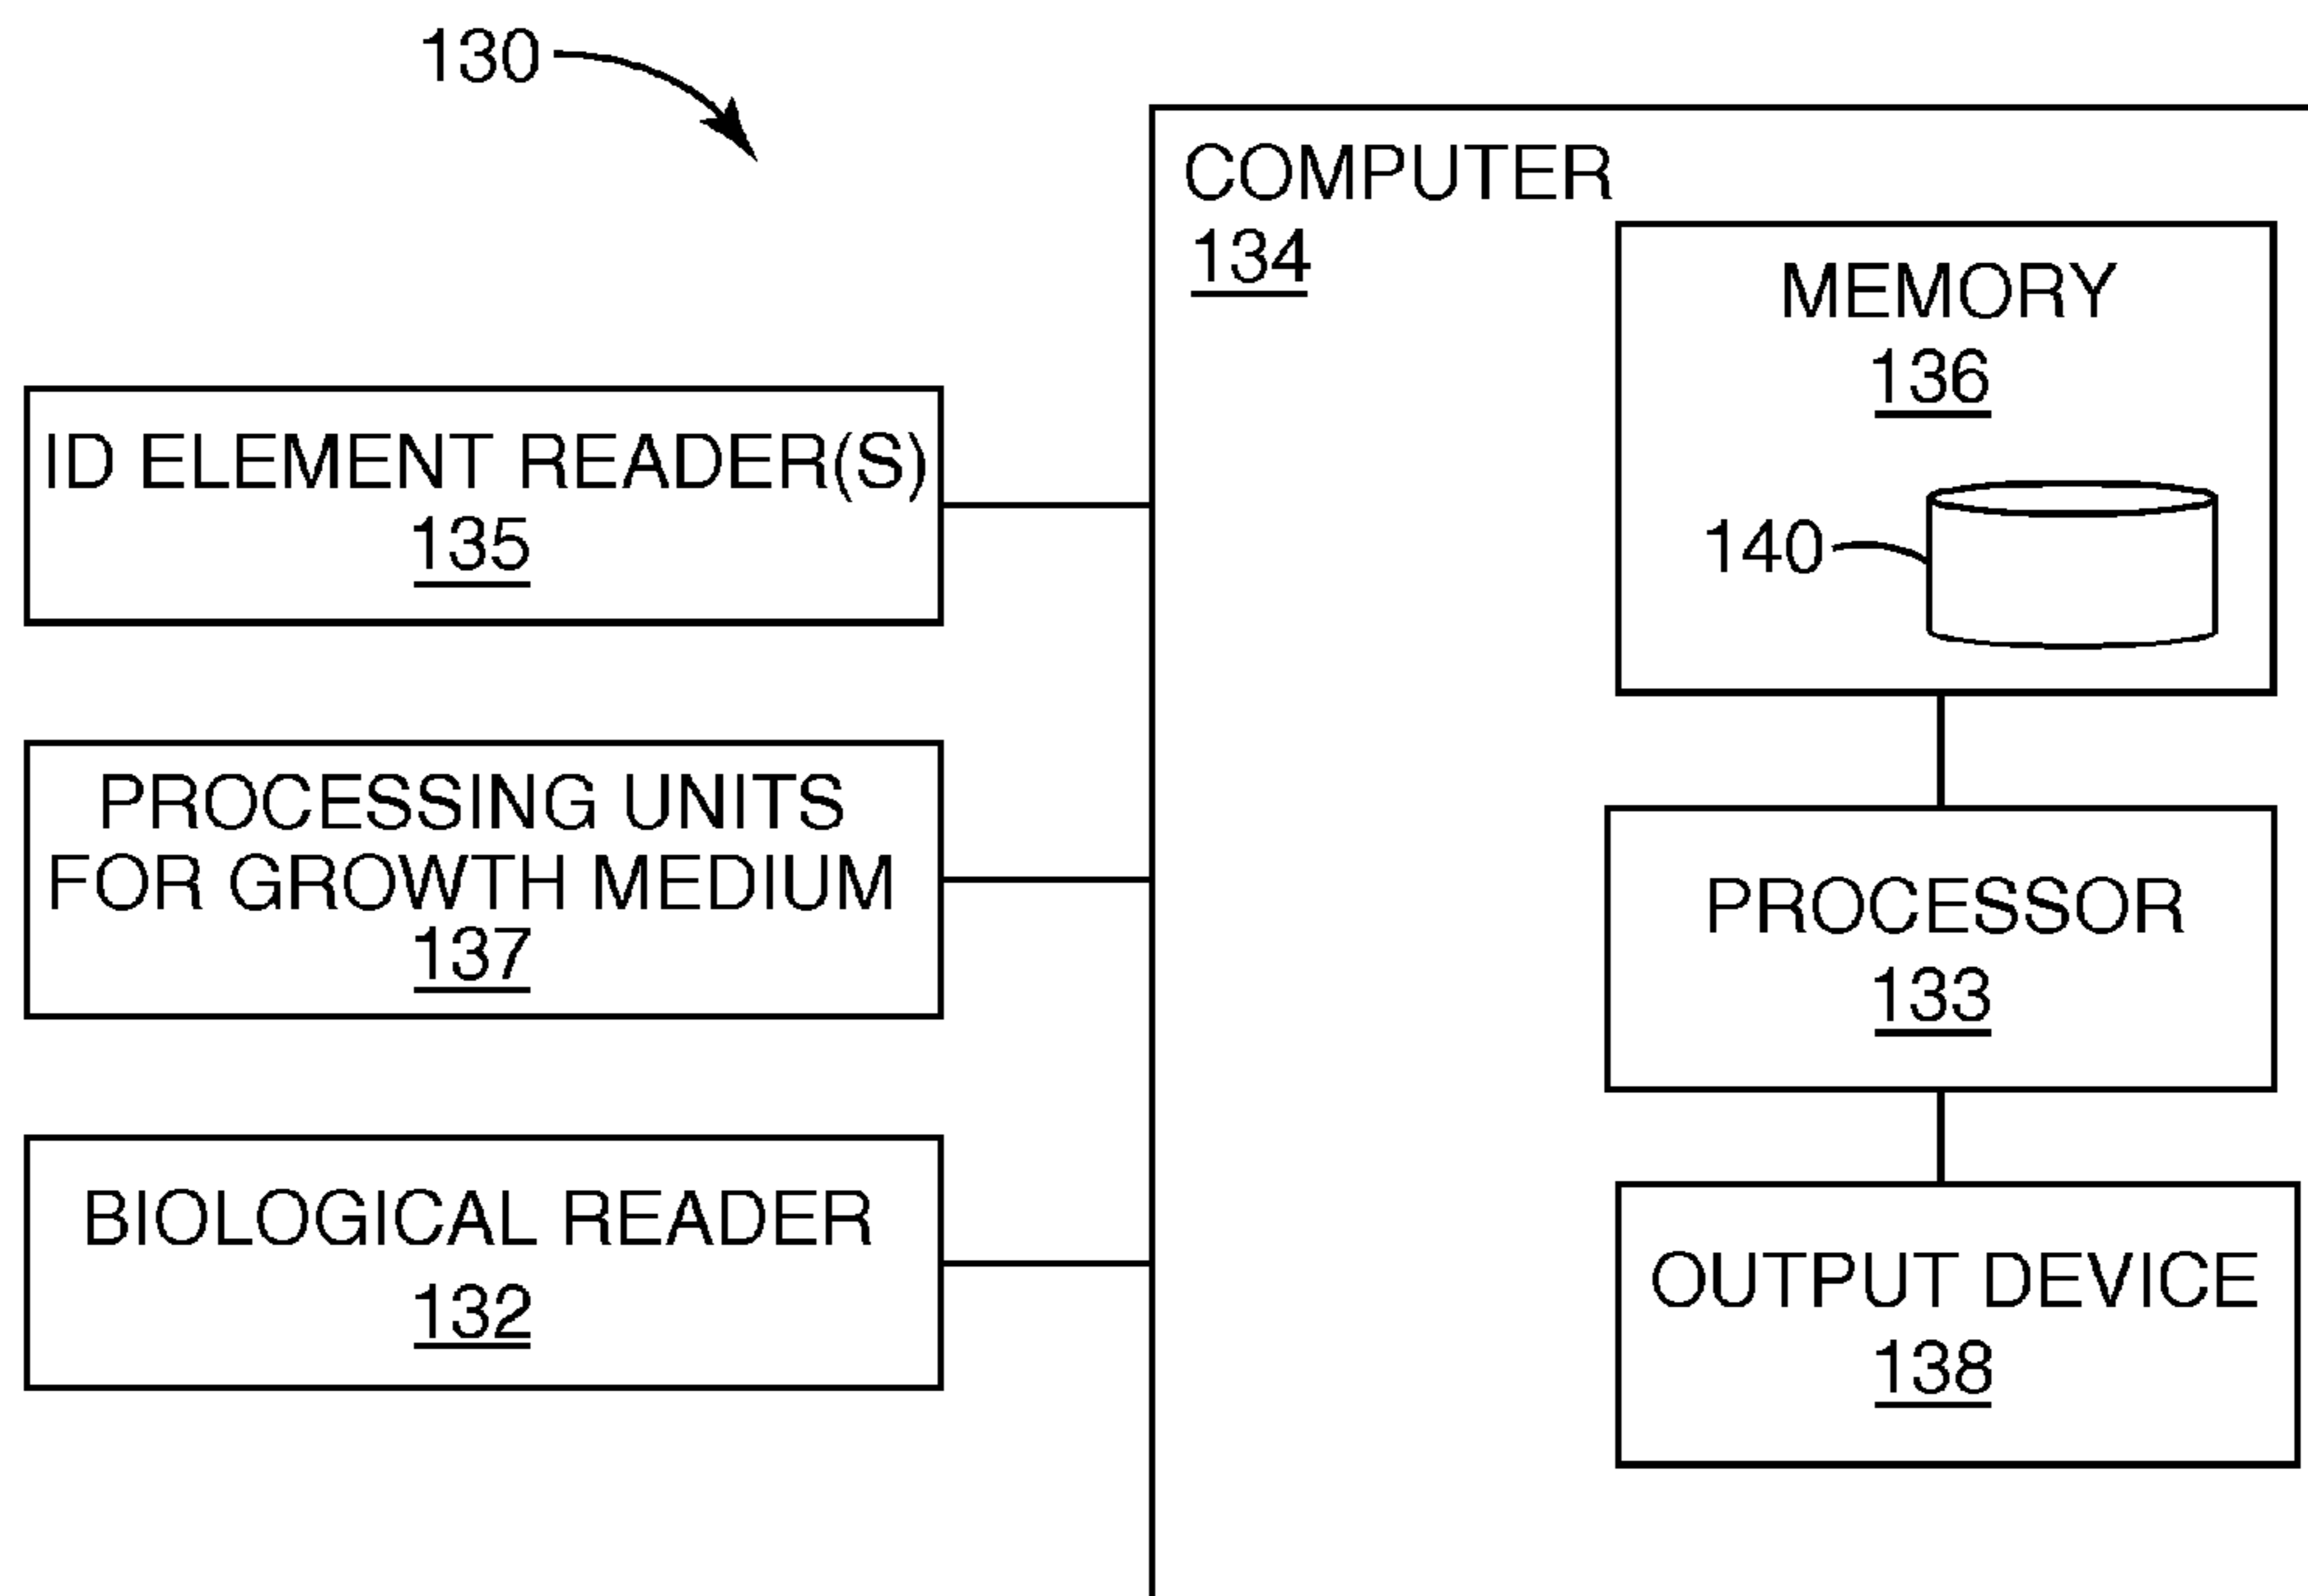 130
COMPUTER
134
MEMORY
136
140
ID ELEMENT READER(S)
135
PROCESSING UNITS
FOR GROWTH MEDIUM
137
PROCESSOR
133
BIOLOGICAL READER
132
OUTPUT DEVICE
138